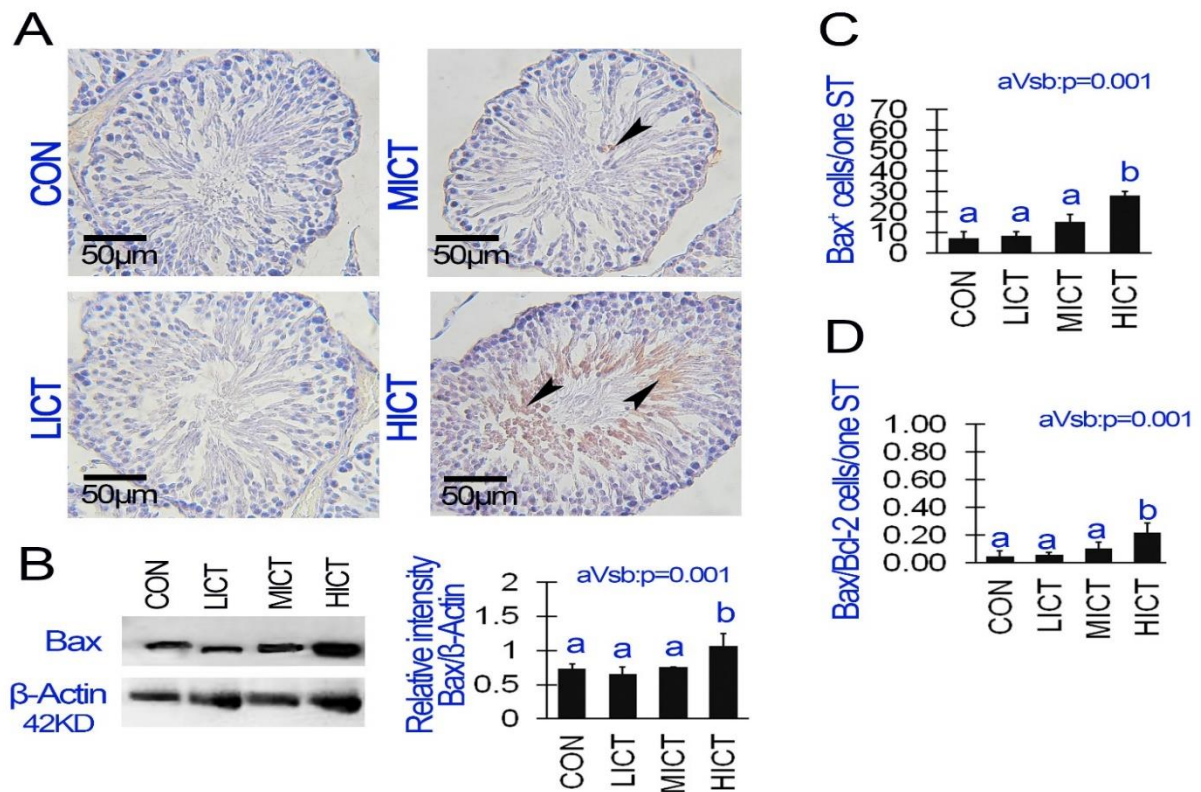 A
CON
50µm
MICT
50µm
LICT
50µm
HICT
50µm
B
CON
LICT
MICT
HICT
Bax
β-Actin
42KD
Relative intensity
Bax/β-Actin
aVsb:p=0.001
2
1.5
1
0.5
0
a
a
a
b
CON
LICT
MICT
HICT
C
aVsb:p=0.001
Bax⁺ cells/one ST
70
60
50
40
30
20
10
0
a
a
a
b
CON
LICT
MICT
HICT
D
aVsb:p=0.001
Bax/Bcl-2 cells/one ST
1.00
0.80
0.60
0.40
0.20
0.00
a
a
a
b
CON
LICT
MICT
HICT